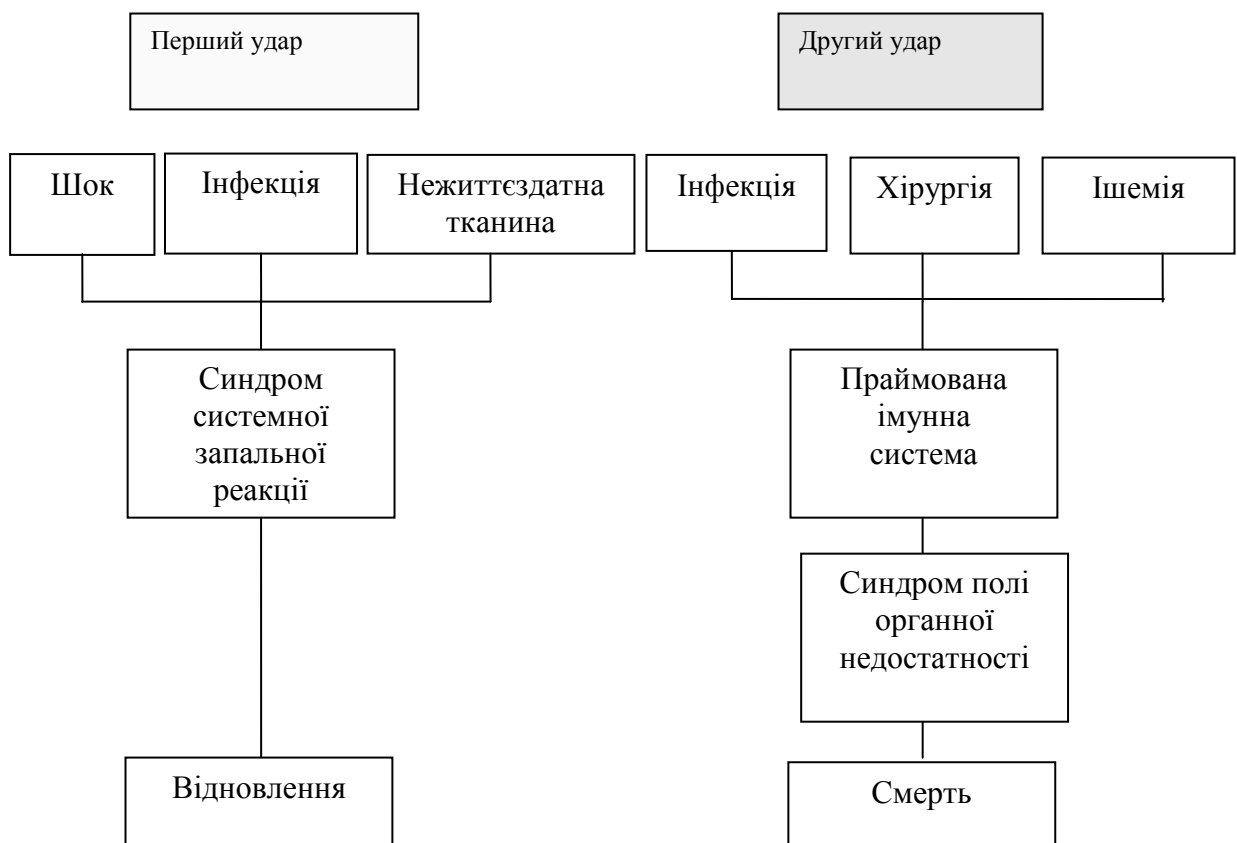 Перший удар
Другий удар
Шок
Інфекція
Нежиттєздатна
тканина
Інфекція
Хірургія
Ішемія
Синдром
системної
запальної
реакції
Праймована
імунна
система
Синдром полі
органної
недостатності
Відновлення
Смерть